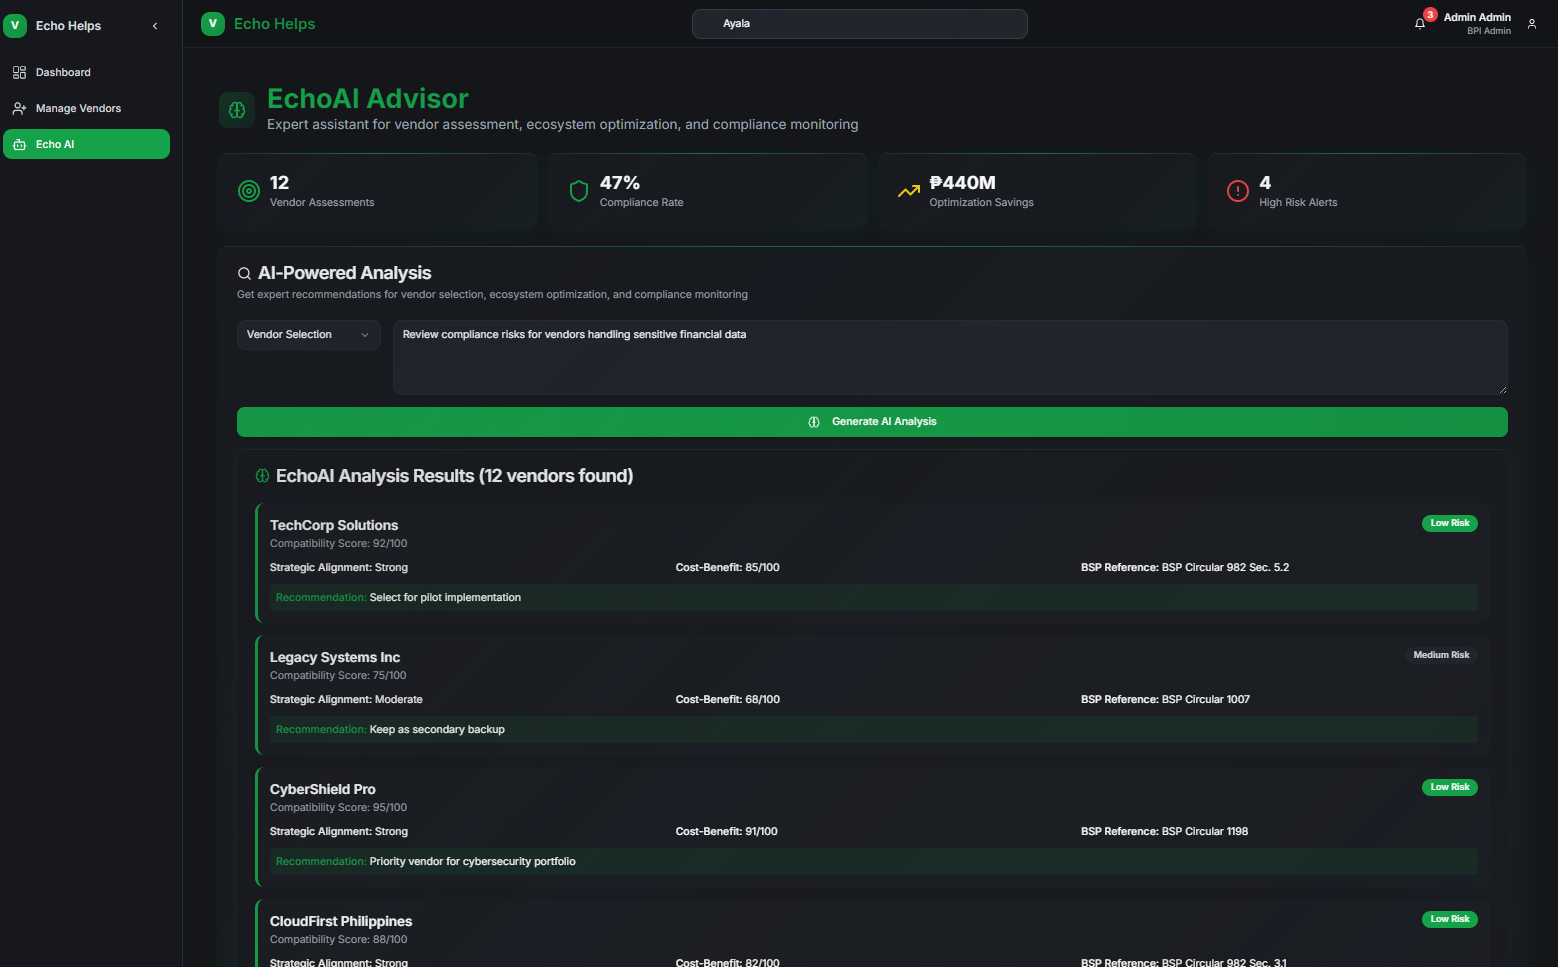 V Echo Helps
V Echo Helps
Ayala
3
Admin Admin
BPI Admin
Dashboard
Manage Vendors
Echo AI
EchoAI Advisor
Expert assistant for vendor assessment, ecosystem optimization, and compliance monitoring
12
Vendor Assessments
47%
Compliance Rate
₱440M
Optimization Savings
4
High Risk Alerts
AI-Powered Analysis
Get expert recommendations for vendor selection, ecosystem optimization, and compliance monitoring
Vendor Selection
Review compliance risks for vendors handling sensitive financial data
Generate AI Analysis
EchoAI Analysis Results (12 vendors found)
TechCorp Solutions
Low Risk
Compatibility Score: 92/100
Strategic Alignment: Strong
Cost-Benefit: 85/100
BSP Reference: BSP Circular 982 Sec. 5.2
Recommendation: Select for pilot implementation
Legacy Systems Inc
Medium Risk
Compatibility Score: 75/100
Strategic Alignment: Moderate
Cost-Benefit: 68/100
BSP Reference: BSP Circular 1007
Recommendation: Keep as secondary backup
CyberShield Pro
Low Risk
Compatibility Score: 95/100
Strategic Alignment: Strong
Cost-Benefit: 91/100
BSP Reference: BSP Circular 1198
Recommendation: Priority vendor for cybersecurity portfolio
CloudFirst Philippines
Low Risk
Compatibility Score: 88/100
Strategic Alignment: Strong
Cost-Benefit: 82/100
BSP Reference: BSP Circular 982 Sec. 3.1